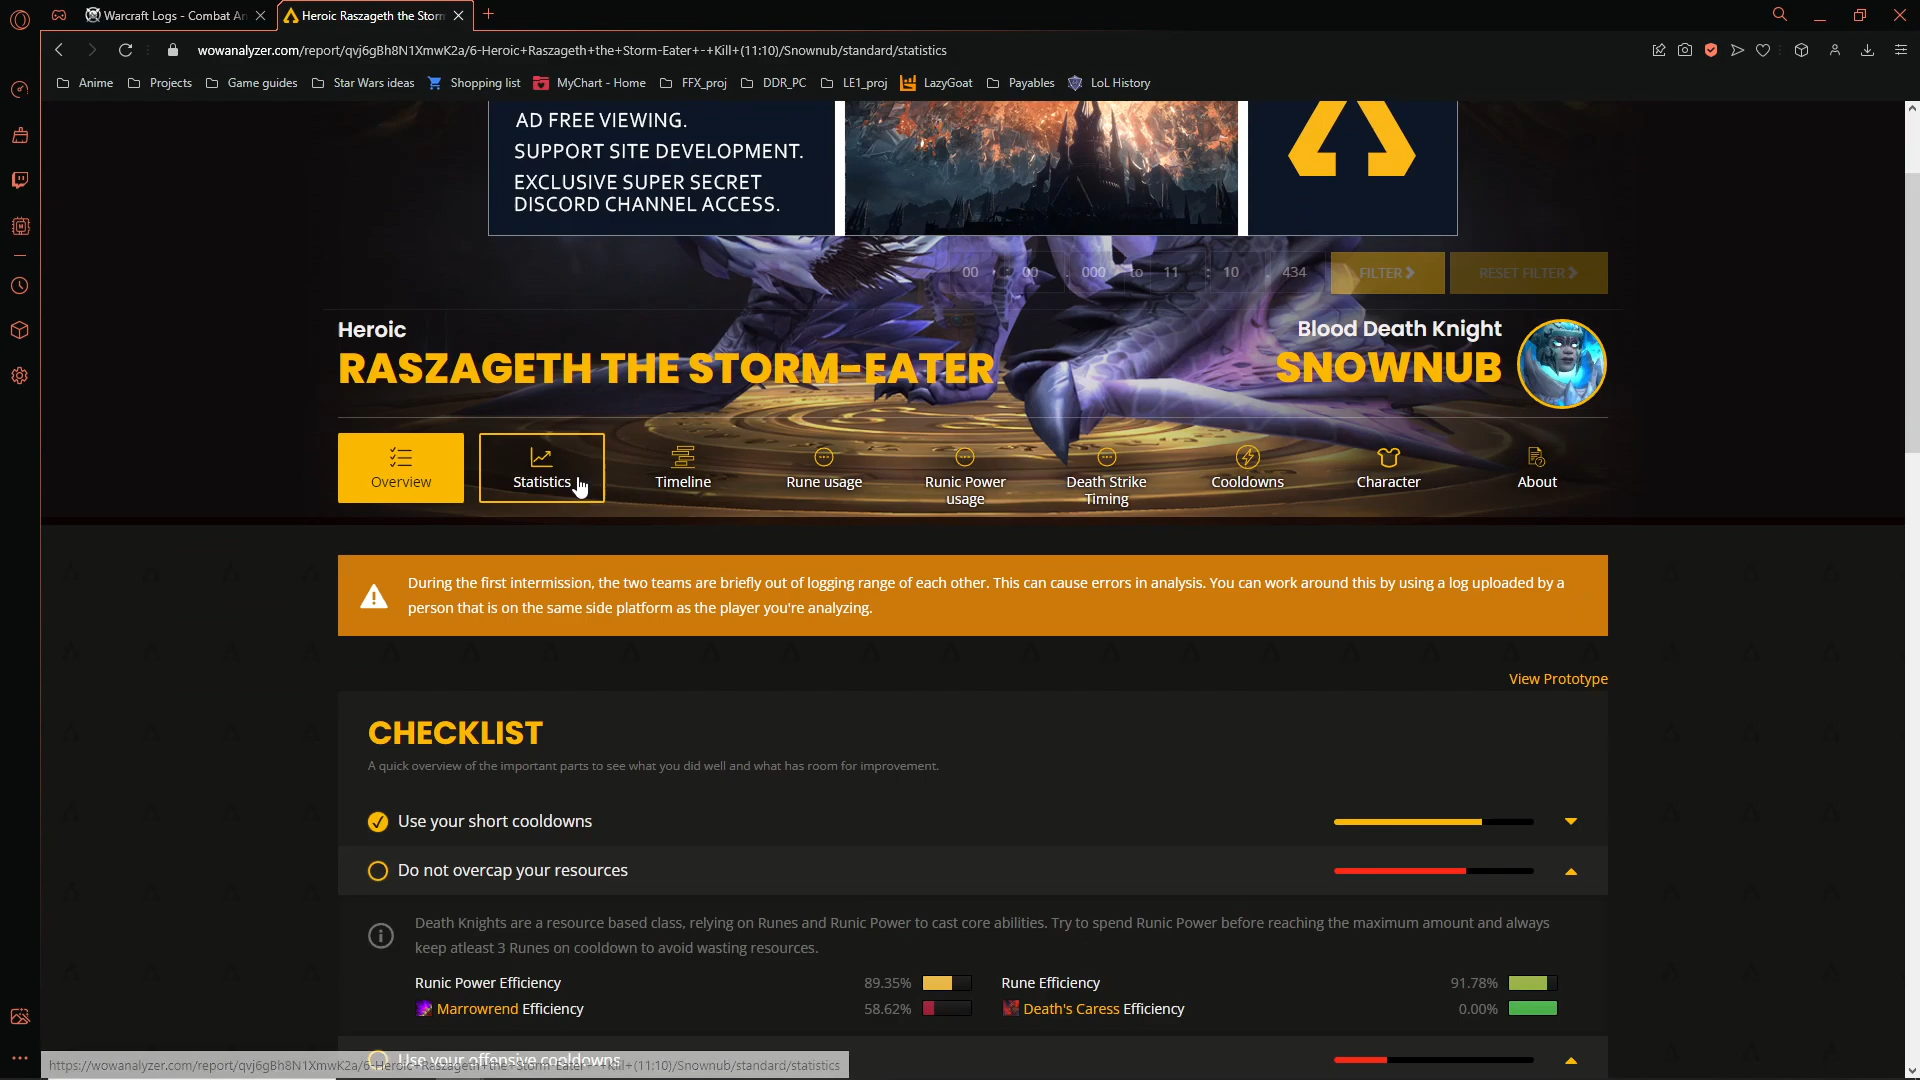 Warcraft Logs - Combat An
Heroic Raszageth the Storm
wowanalyzer.com/report/qvj6gBh8N1XmwK2a/6-Heroic+Raszageth+the+Storm-Eater+-+Kill+(11:10)/Snownub/standard/statistics
Anime Projects Game guides Star Wars ideas Shopping list MyChart - Home FFX_proj DDR_PC LE1_proj LazyGoat Payables LoL History
AD FREE VIEWING.
SUPPORT SITE DEVELOPMENT.
EXCLUSIVE SUPER SECRET
DISCORD CHANNEL ACCESS.
00 : 00 . 000 to 11 : 10 . 434 FILTER RESET FILTER
Heroic
RASZAGETH THE STORM-EATER
Blood Death Knight
SNOWNUB
Overview
Statistics
Timeline
Rune usage
Runic Power
usage
Death Strike
Timing
Cooldowns
Character
About
During the first intermission, the two teams are briefly out of logging range of each other. This can cause errors in analysis. You can work around this by using a log uploaded by a
person that is on the same side platform as the player you're analyzing.
View Prototype
CHECKLIST
A quick overview of the important parts to see what you did well and what has room for improvement.
Use your short cooldowns
Do not overcap your resources
Death Knights are a resource based class, relying on Runes and Runic Power to cast core abilities. Try to spend Runic Power before reaching the maximum amount and always
keep atleast 3 Runes on cooldown to avoid wasting resources.
Runic Power Efficiency 89.35% Rune Efficiency 91.78%
Marrowrend Efficiency 58.62% Death's Caress Efficiency 0.00%
Use your offensive cooldowns
https://wowanalyzer.com/report/qvj6gBh8N1XmwK2a/6-Heroic+Raszageth+the+Storm-Eater+-+Kill+(11:10)/Snownub/standard/statistics